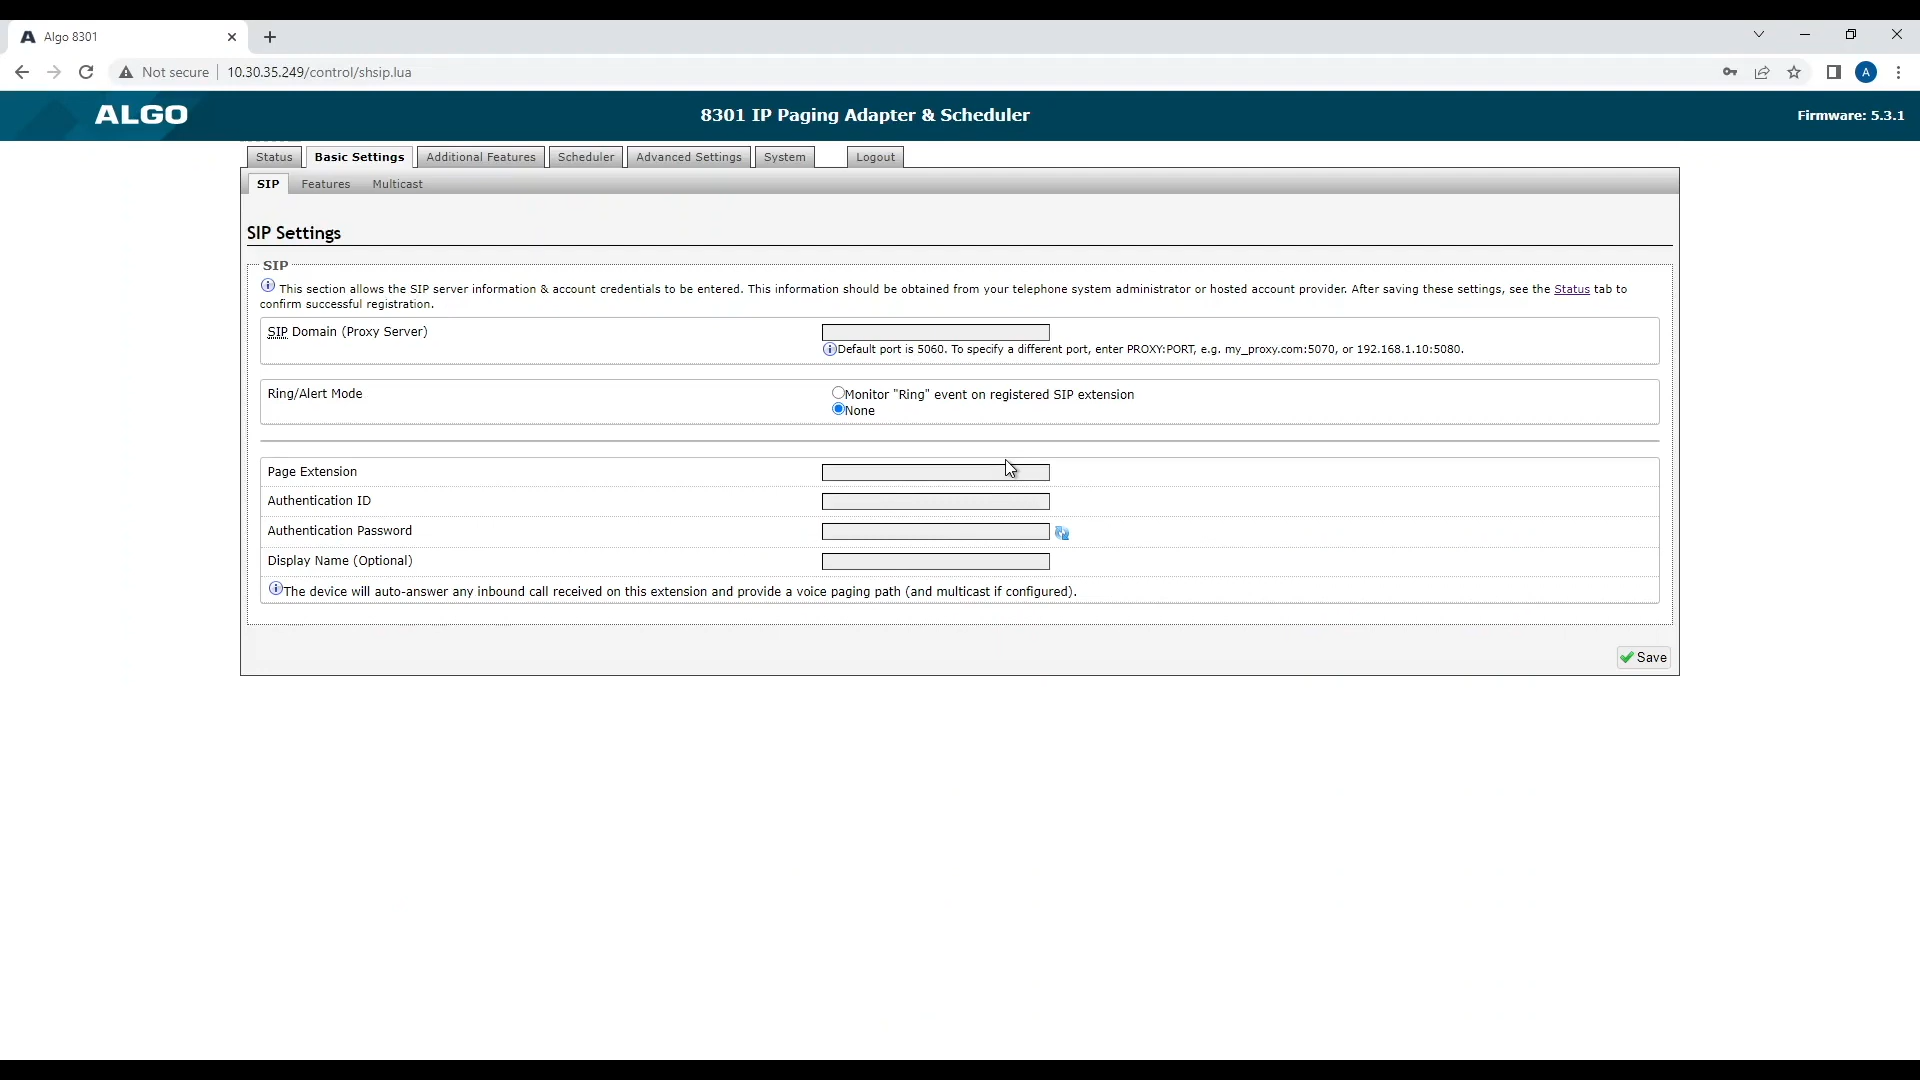 Algo 8301
Not secure
10.30.35.249/control/shsip.lua
A
ALGO
8301 IP Paging Adapter & Scheduler
Firmware: 5.3.1
Status
Basic Settings
Additional Features
Scheduler
Advanced Settings
System
Logout
SIP
Features
Multicast
SIP Settings
SIP
This section allows the SIP server information & account credentials to be entered. This information should be obtained from your telephone system administrator or hosted account provider. After saving these settings, see the Status tab to
confirm successful registration.
SIP Domain (Proxy Server)
Default port is 5060. To specify a different port, enter PROXY:PORT, e.g. my_proxy.com:5070, or 192.168.1.10:5080.
Ring/Alert Mode
Monitor "Ring" event on registered SIP extension
None
Page Extension
Authentication ID
Authentication Password
Display Name (Optional)
The device will auto-answer any inbound call received on this extension and provide a voice paging path (and multicast if configured).
Save